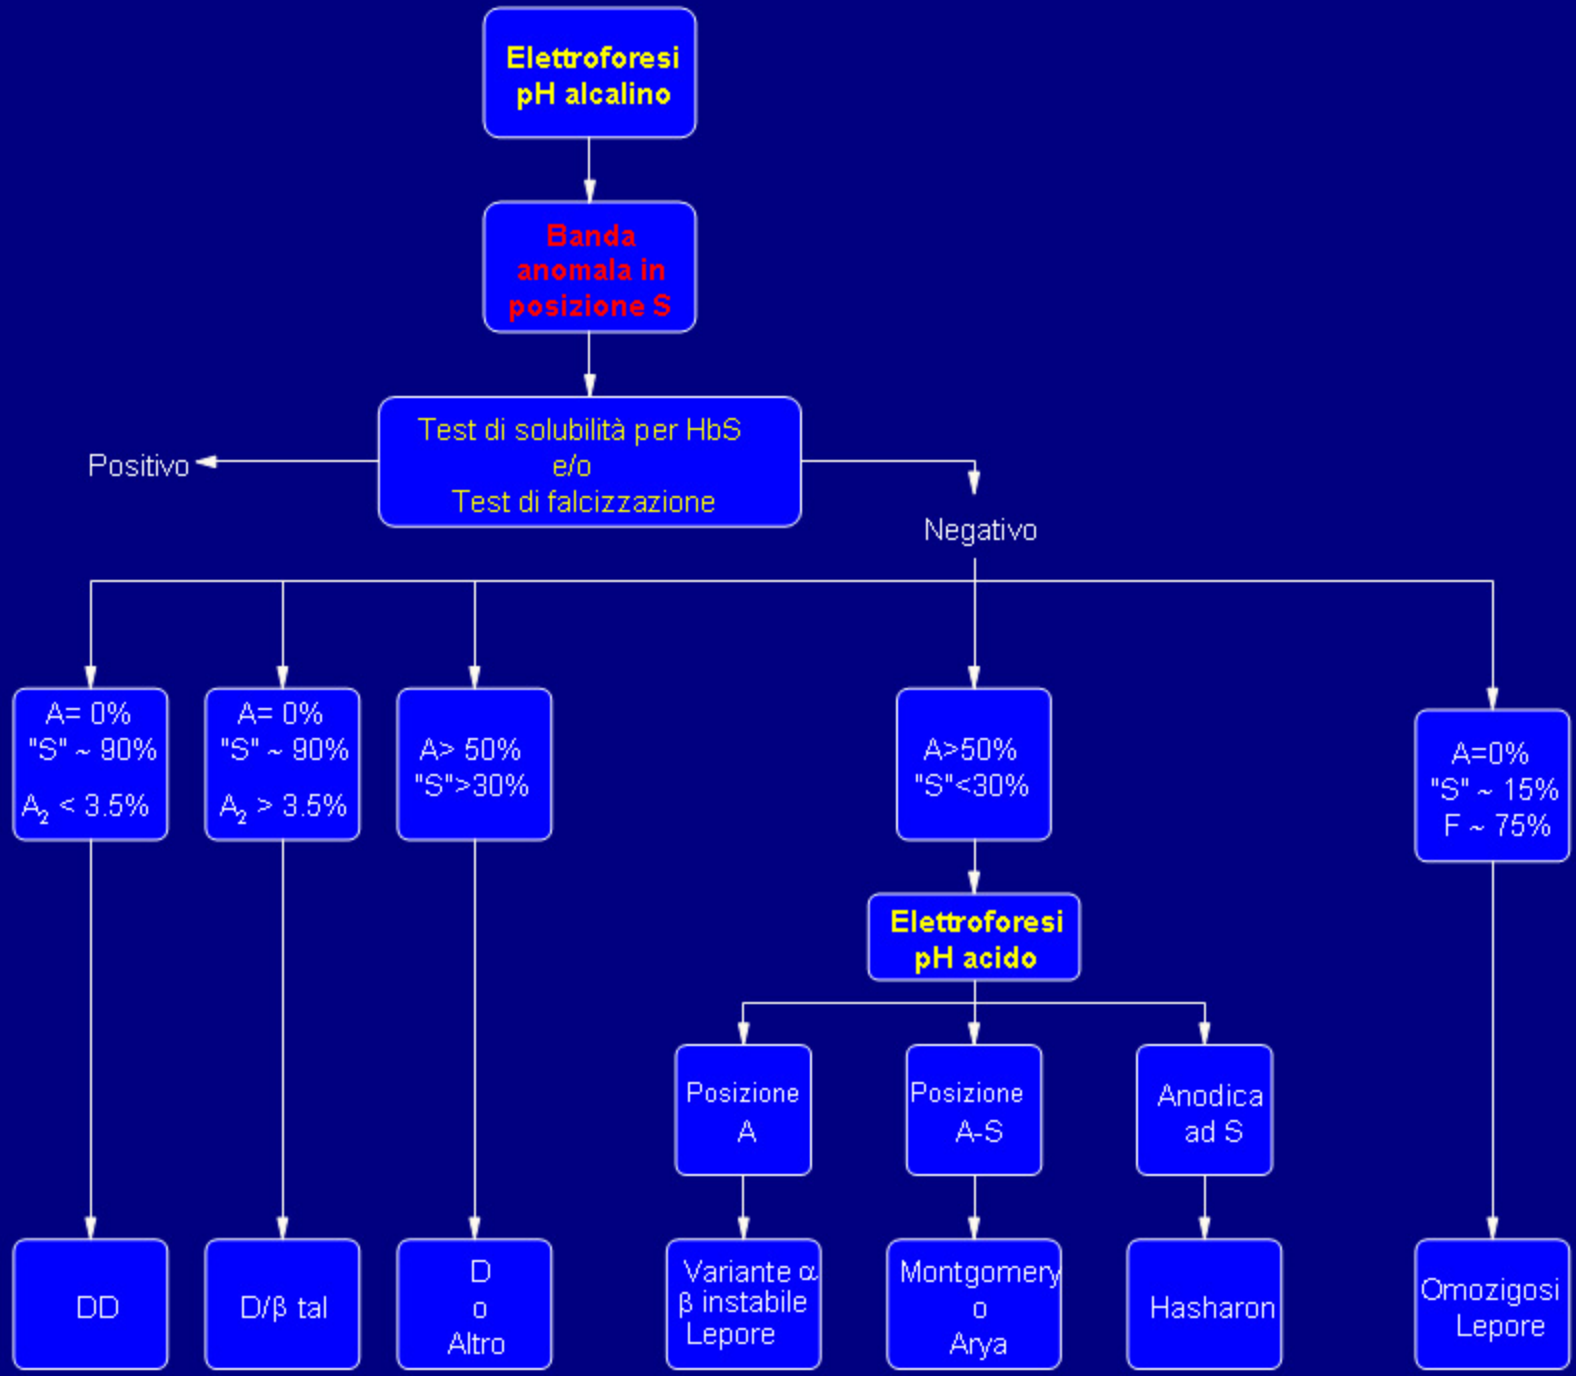 Elettroforesi
pH alcalino
Banda
anomala in
posizione S
Test di solubilità per HbS
e/o
Test di falcizzazione
Positivo
Negativo
A= 0%
"S" ~ 90%
A₂ < 3.5%
A= 0%
"S" ~ 90%
A₂ > 3.5%
A> 50%
"S">30%
A>50%
"S"<30%
A=0%
"S" ~ 15%
F ~ 75%
Elettroforesi
pH acido
Posizione
A
Posizione
A-S
Anodica
ad S
DD
D/β tal
D
o
Altro
Variante α
β instabile
Lepore
Montgomery
o
Arya
Hasharon
Omozigosi
Lepore